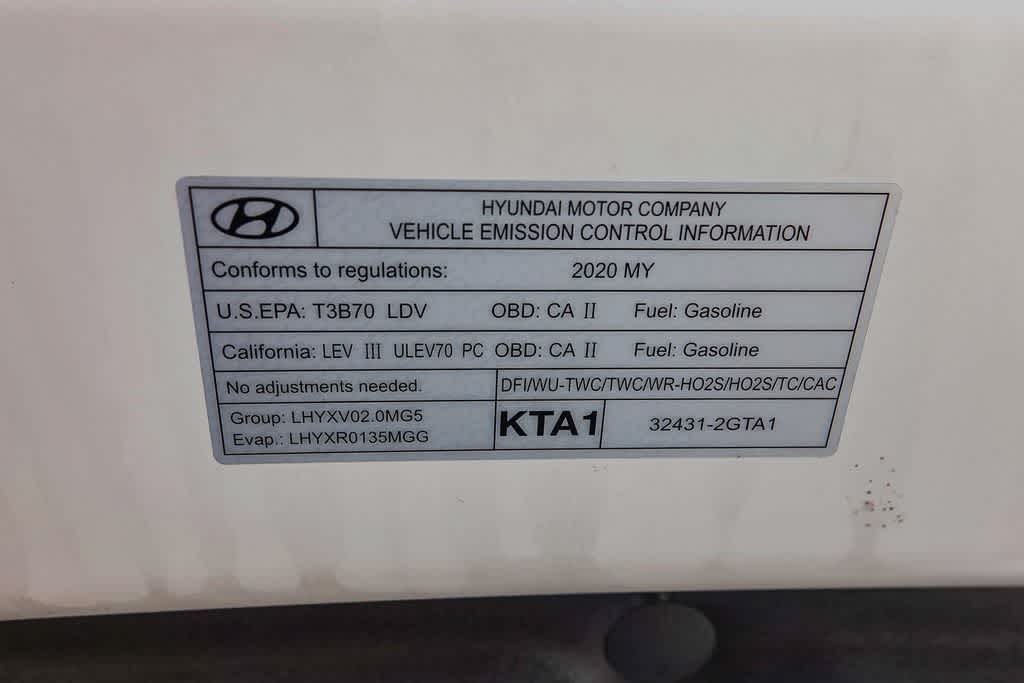 HYUNDAI MOTOR COMPANY
VEHICLE EMISSION CONTROL INFORMATION
Conforms to regulations: 2020 MY
U.S.EPA: T3B70 LDV OBD: CA II Fuel: Gasoline
California: LEV III ULEV70 PC OBD: CA II Fuel: Gasoline
No adjustments needed. DFI/WU-TWC/TWC/WR-HO2S/HO2S/TC/CAC
Group: LHYXV02.0MG5
Evap.: LHYXR0135MGG
KTA1 32431-2GTA1